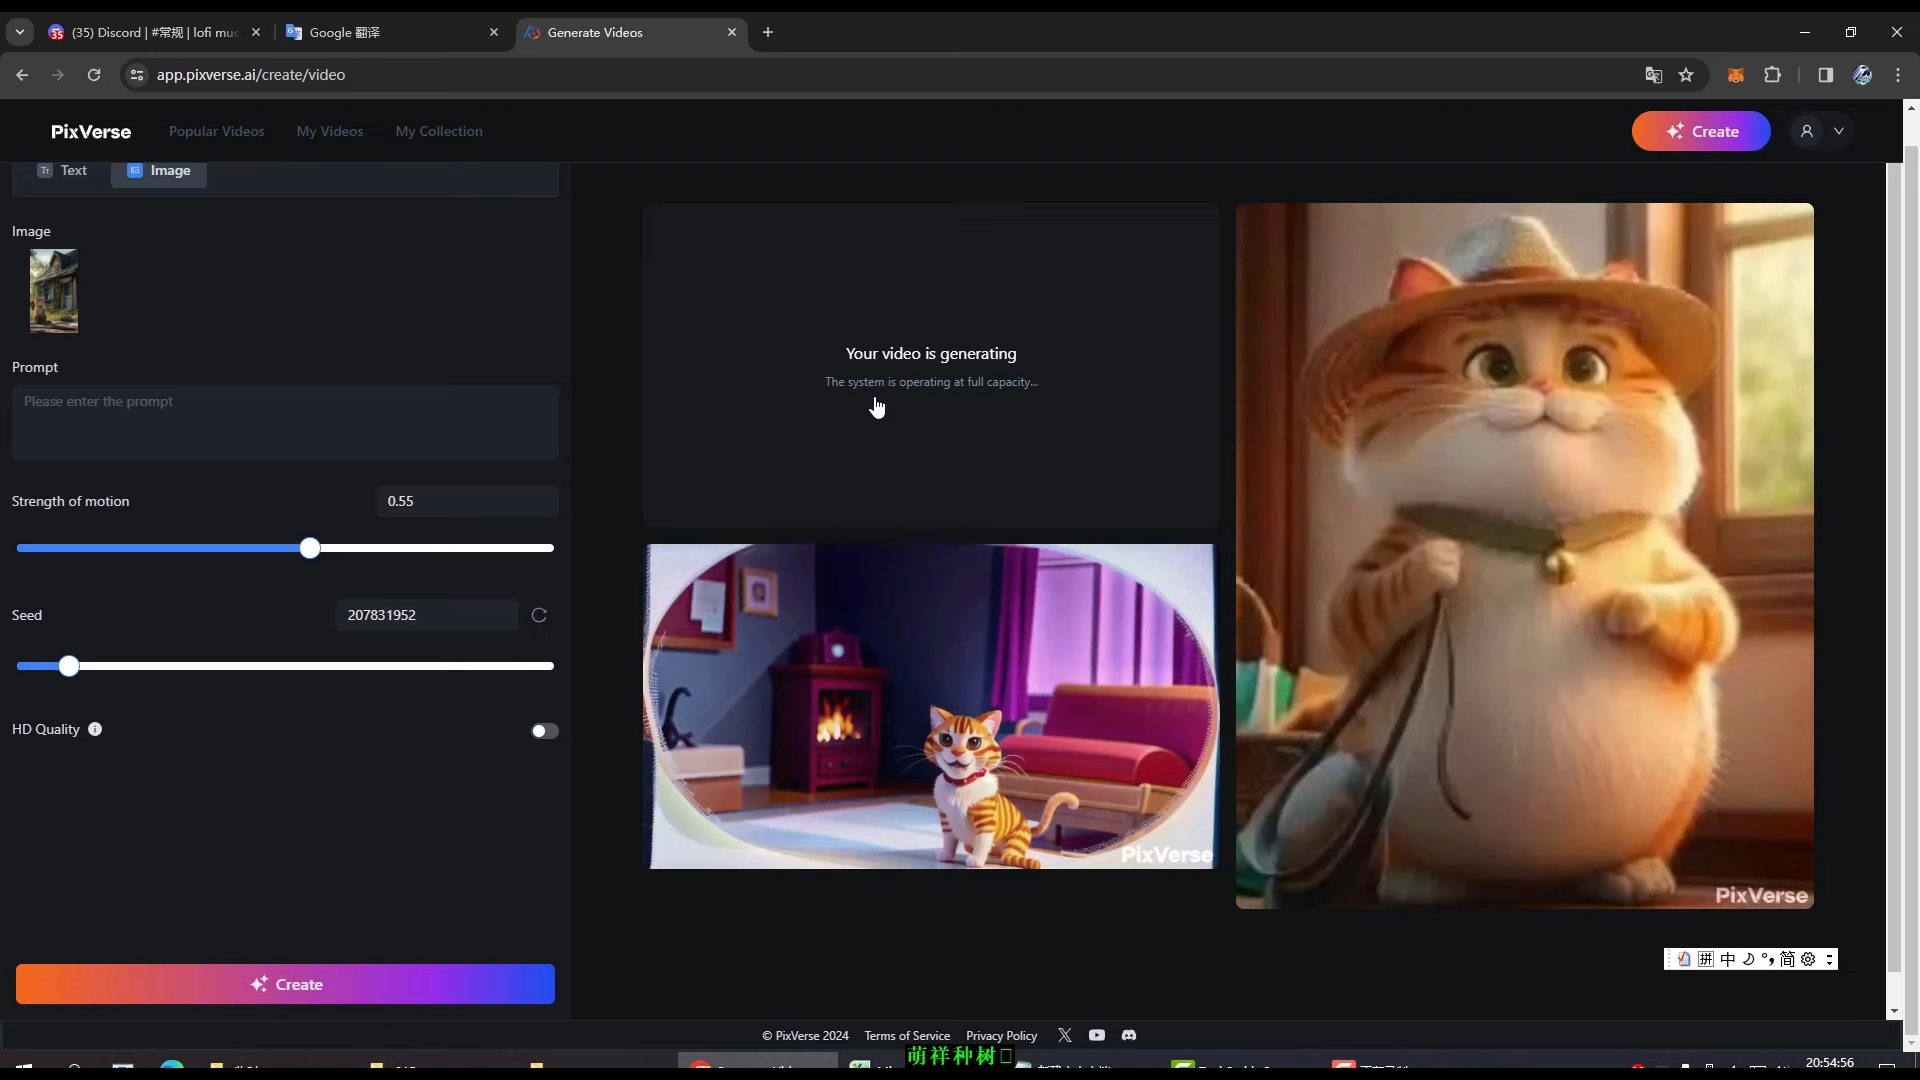 (35) Discord | #常规 | lofi mus
Google 翻译
Generate Videos
app.pixverse.ai/create/video
PixVerse
Popular Videos
My Videos
My Collection
Create
Text
Image
Image
Prompt
Please enter the prompt
Strength of motion
0.55
Seed
207831952
HD Quality
Create
Your video is generating
The system is operating at full capacity...
PixVerse
PixVerse
拼 中 简
© PixVerse 2024
Terms of Service
Privacy Policy
萌祥种树
20:54:56